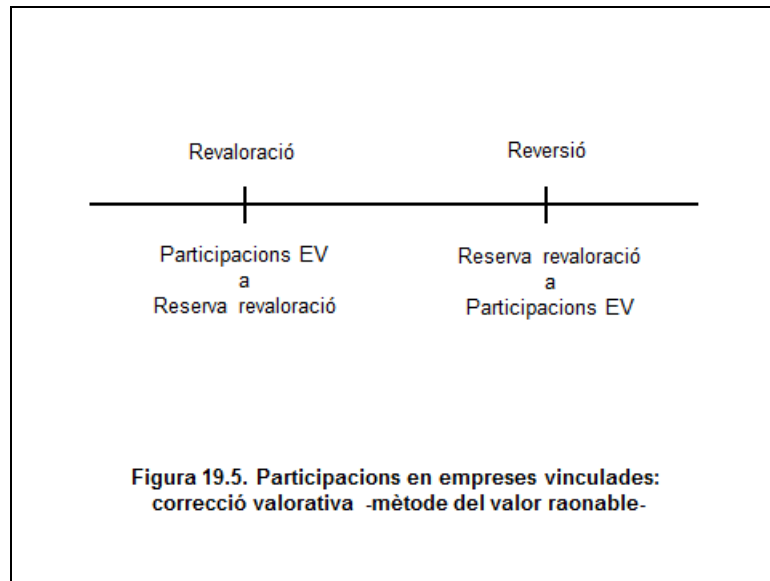 Revaloració
Reversió
Participacions EV
a
Reserva revaloració
Reserva revaloració
a
Participacions EV
Figura 19.5. Participacions en empreses vinculades:
correcció valorativa -mètode del valor raonable-